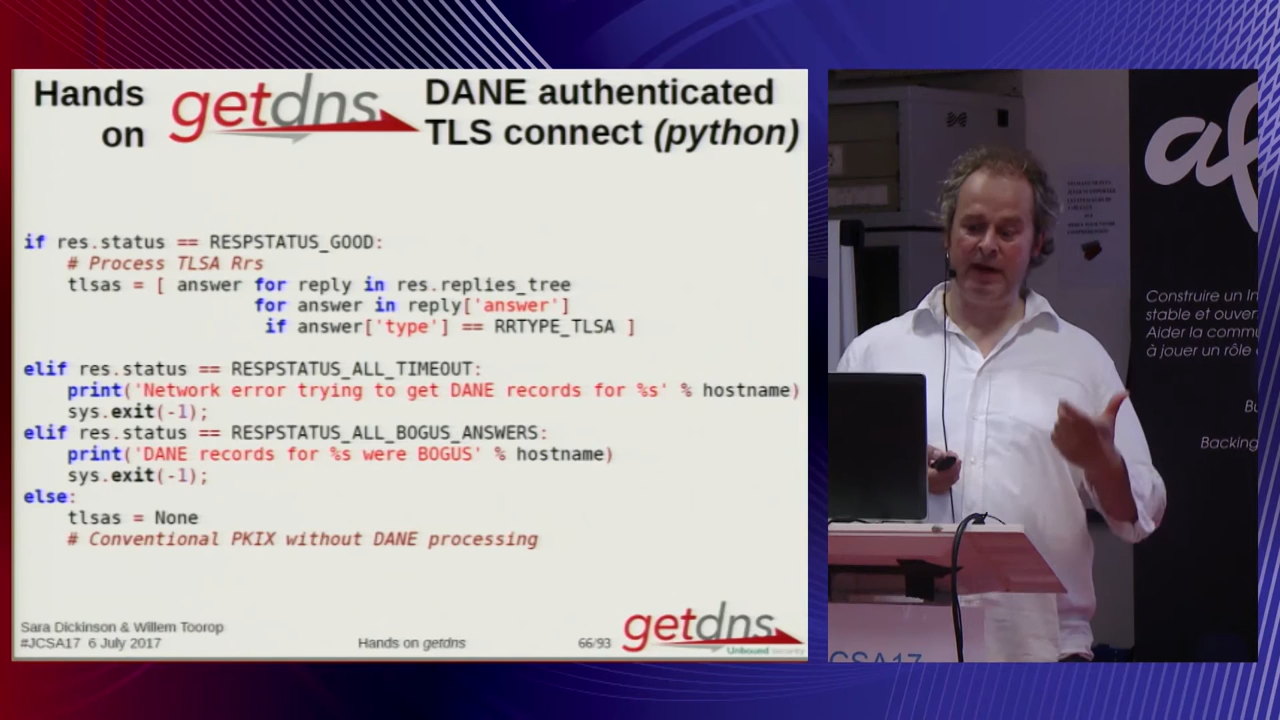 Hands
on
getdns
DANE authenticated
TLS connect (python)
if res.status == RESPSTATUS_GOOD:
# Process TLSA Rrs
tlsas = [ answer for reply in res.replies_tree
for answer in reply['answer']
if answer['type'] == RRTYPE_TLSA ]
elif res.status == RESPSTATUS_ALL_TIMEOUT:
print('Network error trying to get DANE records for %s' % hostname)
sys.exit(-1);
elif res.status == RESPSTATUS_ALL_BOGUS_ANSWERS:
print('DANE records for %s were BOGUS' % hostname)
sys.exit(-1);
else:
tlsas = None
# Conventional PKIX without DANE processing
Sara Dickinson & Willem Toorop
#JCSA17 6 July 2017
Hands on getdns
66/93
getdns
Unbound security
af
Construire un In
stable et ouver
Aider la commu
à jouer un rôle
Bu
Backing
CSA17